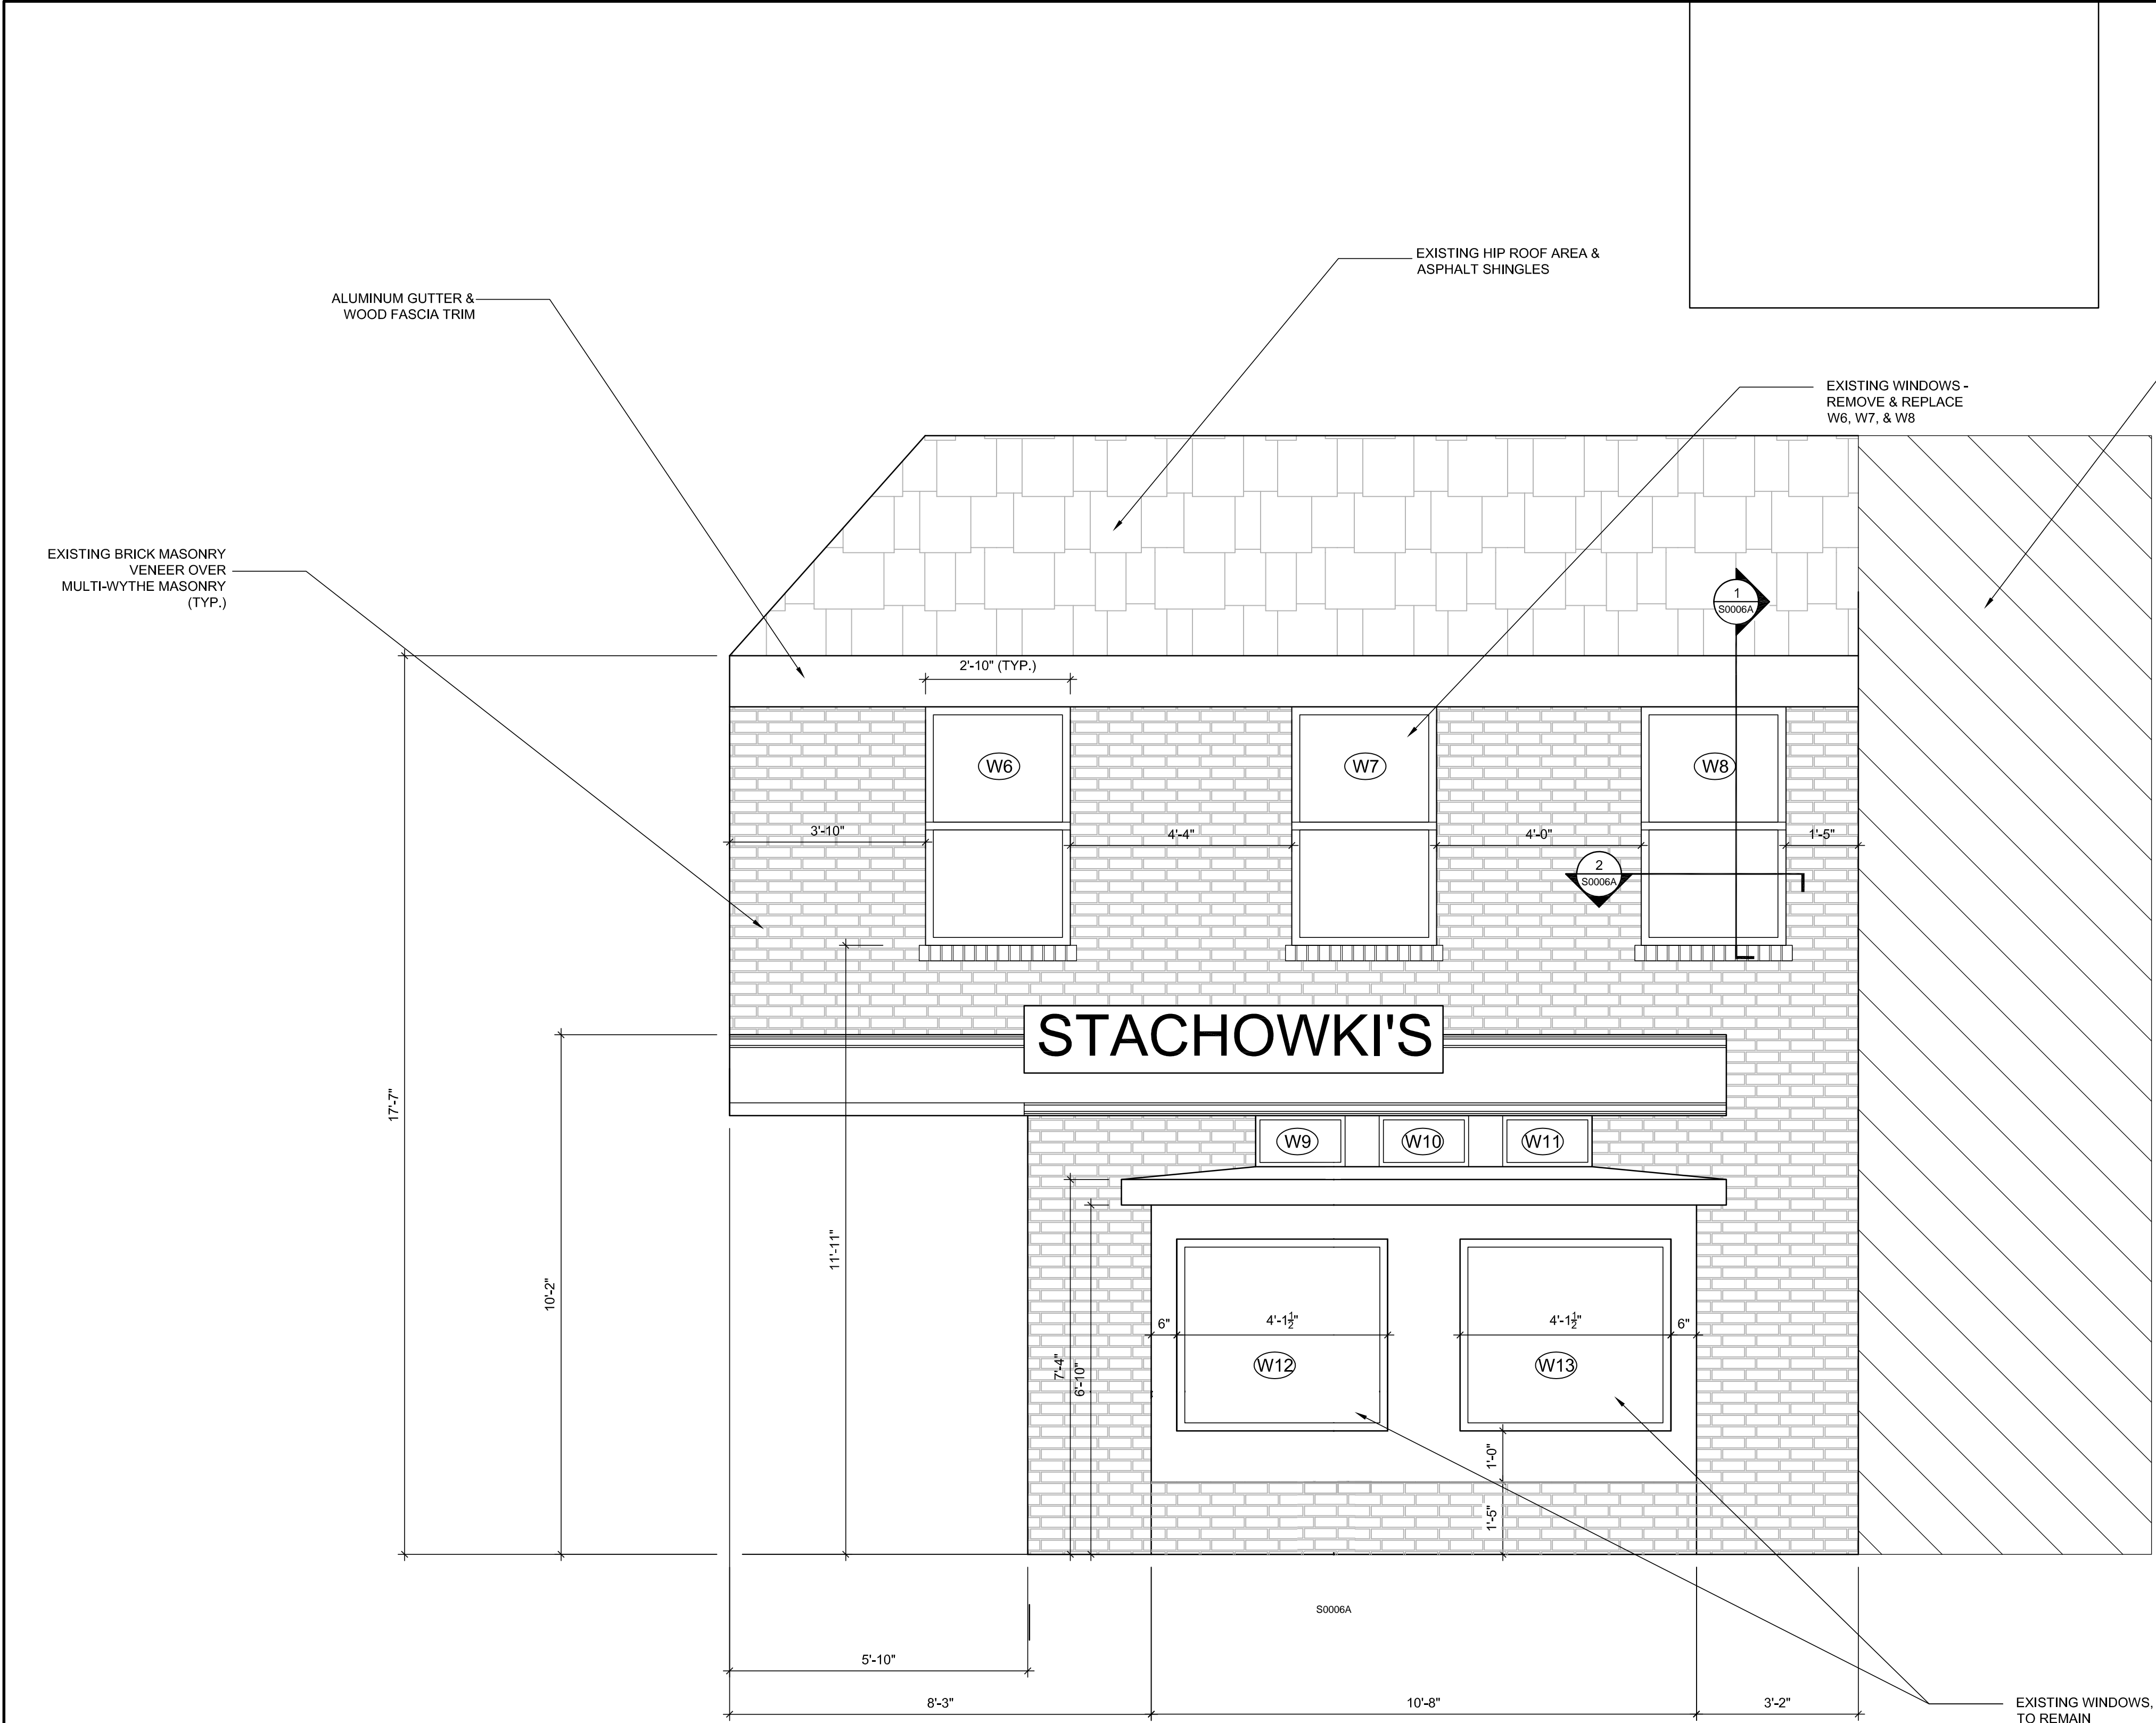 EXISTING HIP ROOF AREA &
ASPHALT SHINGLES
ALUMINUM GUTTER &
WOOD FASCIA TRIM
EXISTING WINDOWS -
REMOVE & REPLACE
W6, W7, & W8
EXISTING BRICK MASONRY
VENEER OVER
MULTI-WYTHE MASONRY
(TYP.)
1
S0006A
2'-10" (TYP.)
W6
W7
W8
3'-10"
4'-4"
4'-0"
1'-5"
2
S0006A
STACHOWKI'S
17'-7"
10'-2"
11'-11"
W9
W10
W11
7'-4"
6'-10"
6"
4'-1½"
4'-1½"
6"
W12
W13
1'-0"
1'-5"
S0006A
5'-10"
8'-3"
10'-8"
3'-2"
EXISTING WINDOWS,
TO REMAIN